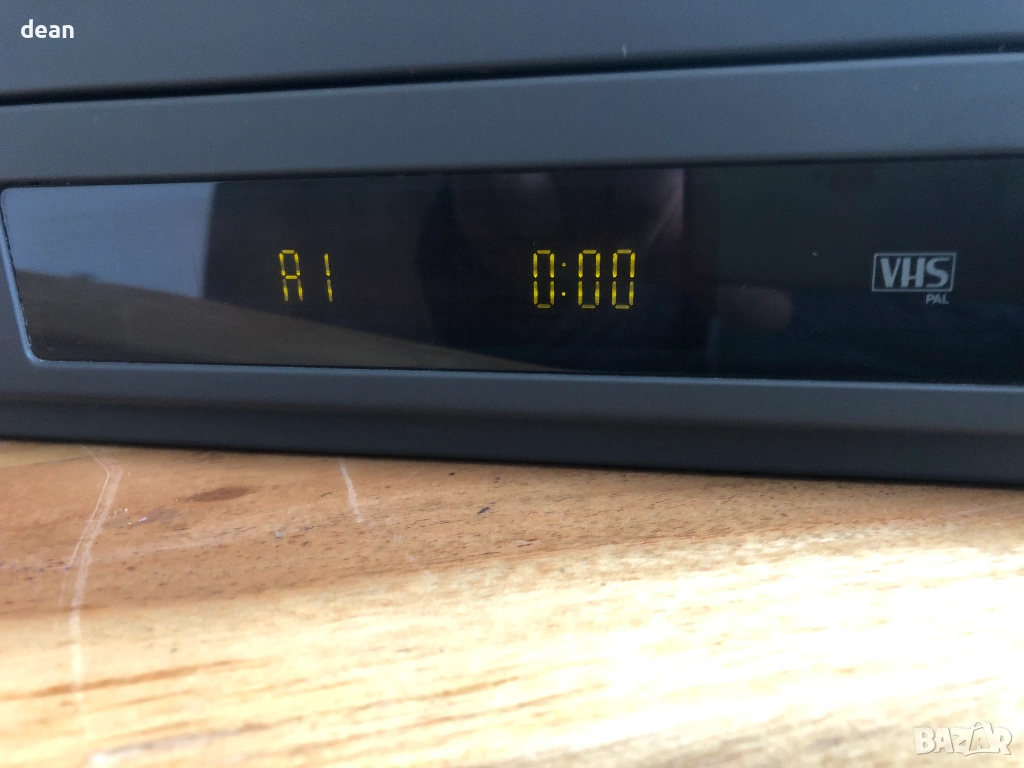 dean
A1 0:00
VHS
PAL
BAZAR